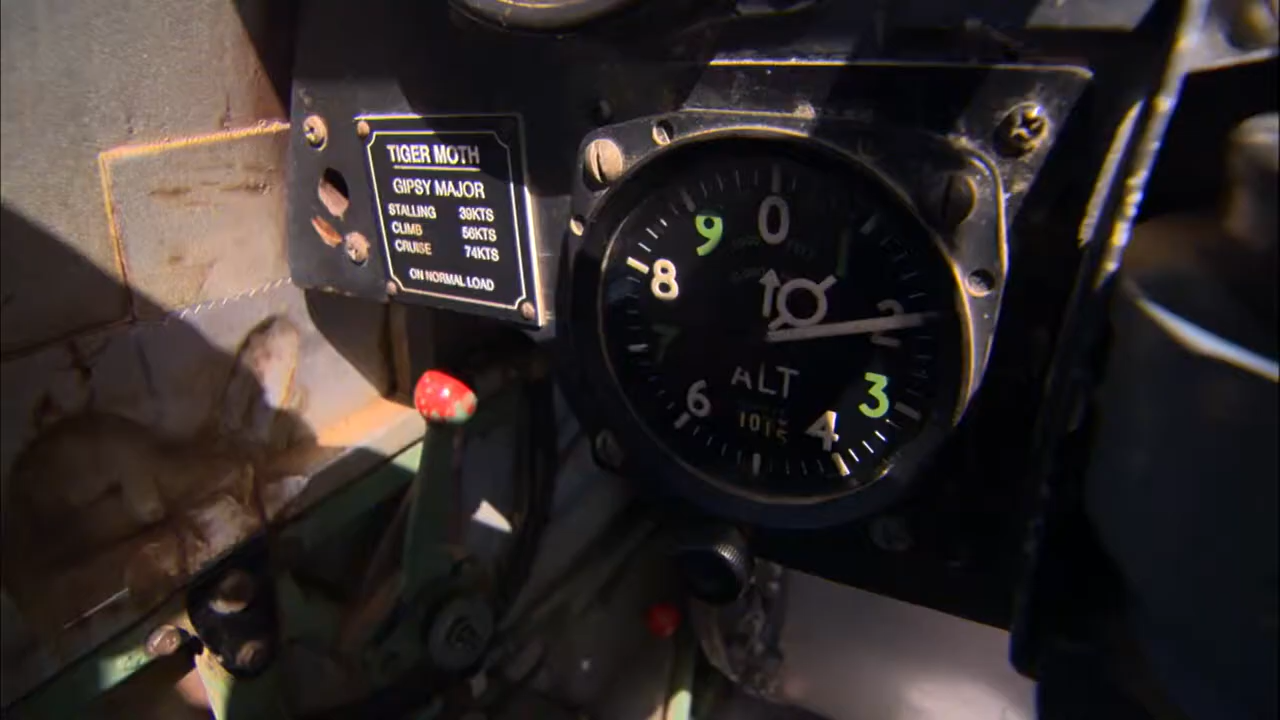 TIGER MOTH
GIPSY MAJOR
STALLING 39KTS
CLIMB 56KTS
CRUISE 74KTS
ON NORMAL LOAD
0
9
8
2
7
3
6
4
ALT